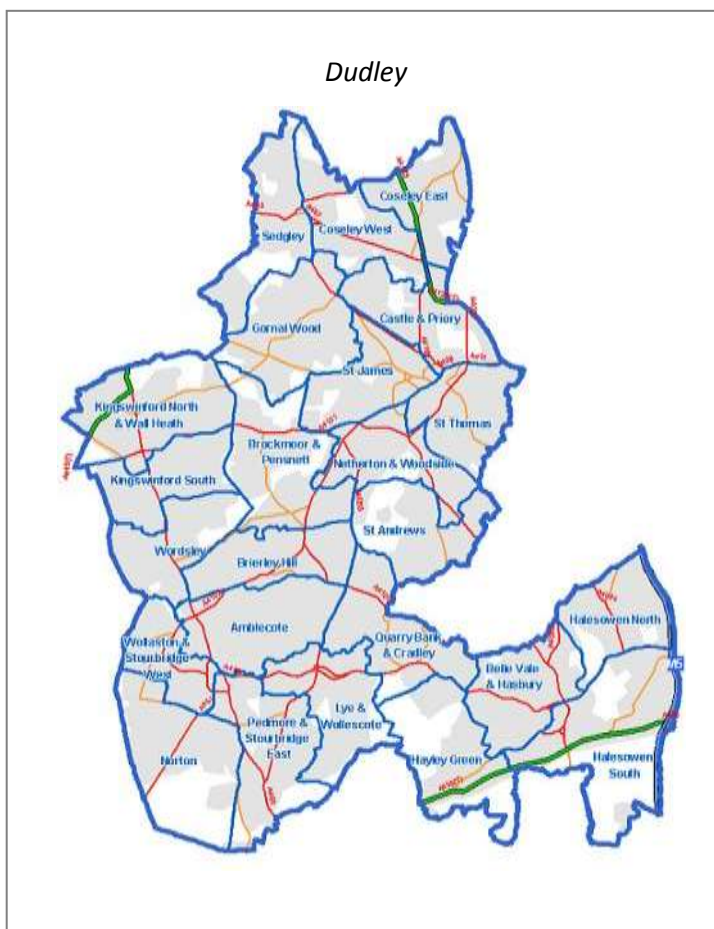 Dudley
Coseley East
Coseley West
Sedgley
Castle & Priory
Gornal Wood
St James
Kingswinford North
& Wall Heath
St Thomas
Brockmoor &
Pensnett
Netherton & Woodside
Kingswinford South
St Andrews
Wordsley
Brierley Hill
Halesowen North
Amblecote
Wollaston &
Stourbridge
West
Quarry Bank
& Cradley
Belle Vale
& Hasbury
M5
Lye &
Wollescote
Pedmore &
Stourbridge
East
Norton
Hayley Green
Halesowen
South